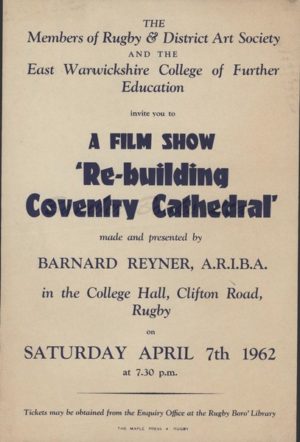 THE
Members of Rugby & District Art Society
AND THE
East Warwickshire College of Further
Education
invite you to
A FILM SHOW
'Re-building
Coventry Cathedral'
made and presented by
BARNARD REYNER, A.R.I.B.A.
in the College Hall, Clifton Road,
Rugby
on
SATURDAY APRIL 7th 1962
at 7.30 p.m.
Tickets may be obtained from the Enquiry Office at the Rugby Boro' Library
THE MAPLE PRESS RUGBY